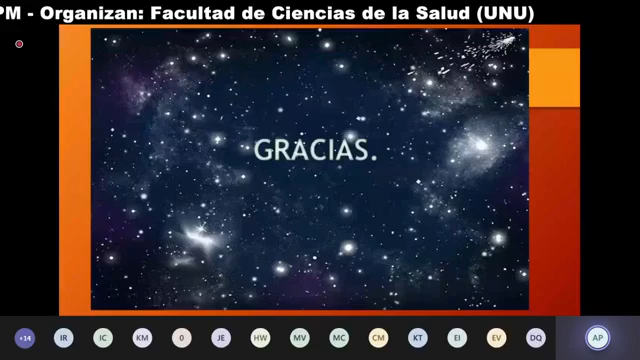 PM - Organizan: Facultad de Ciencias de la Salud (UNU)
GRACIAS.
+14 IR IC KM 0 JE HW MV MC CM KT EI EV DQ AP